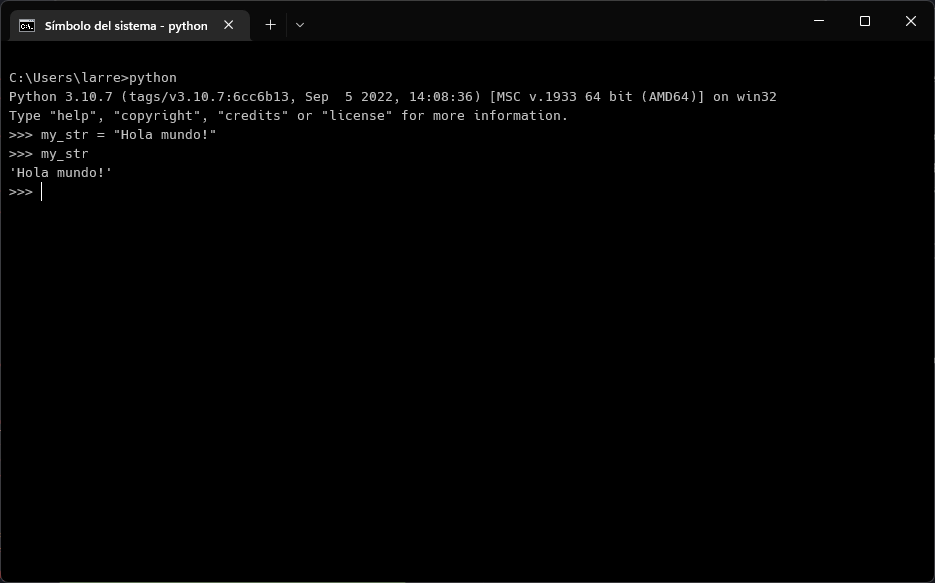 Símbolo del sistema - python
C:\Users\larre>python
Python 3.10.7 (tags/v3.10.7:6cc6b13, Sep  5 2022, 14:08:36) [MSC v.1933 64 bit (AMD64)] on win32
Type "help", "copyright", "credits" or "license" for more information.
>>> my_str = "Hola mundo!"
>>> my_str
'Hola mundo!'
>>>